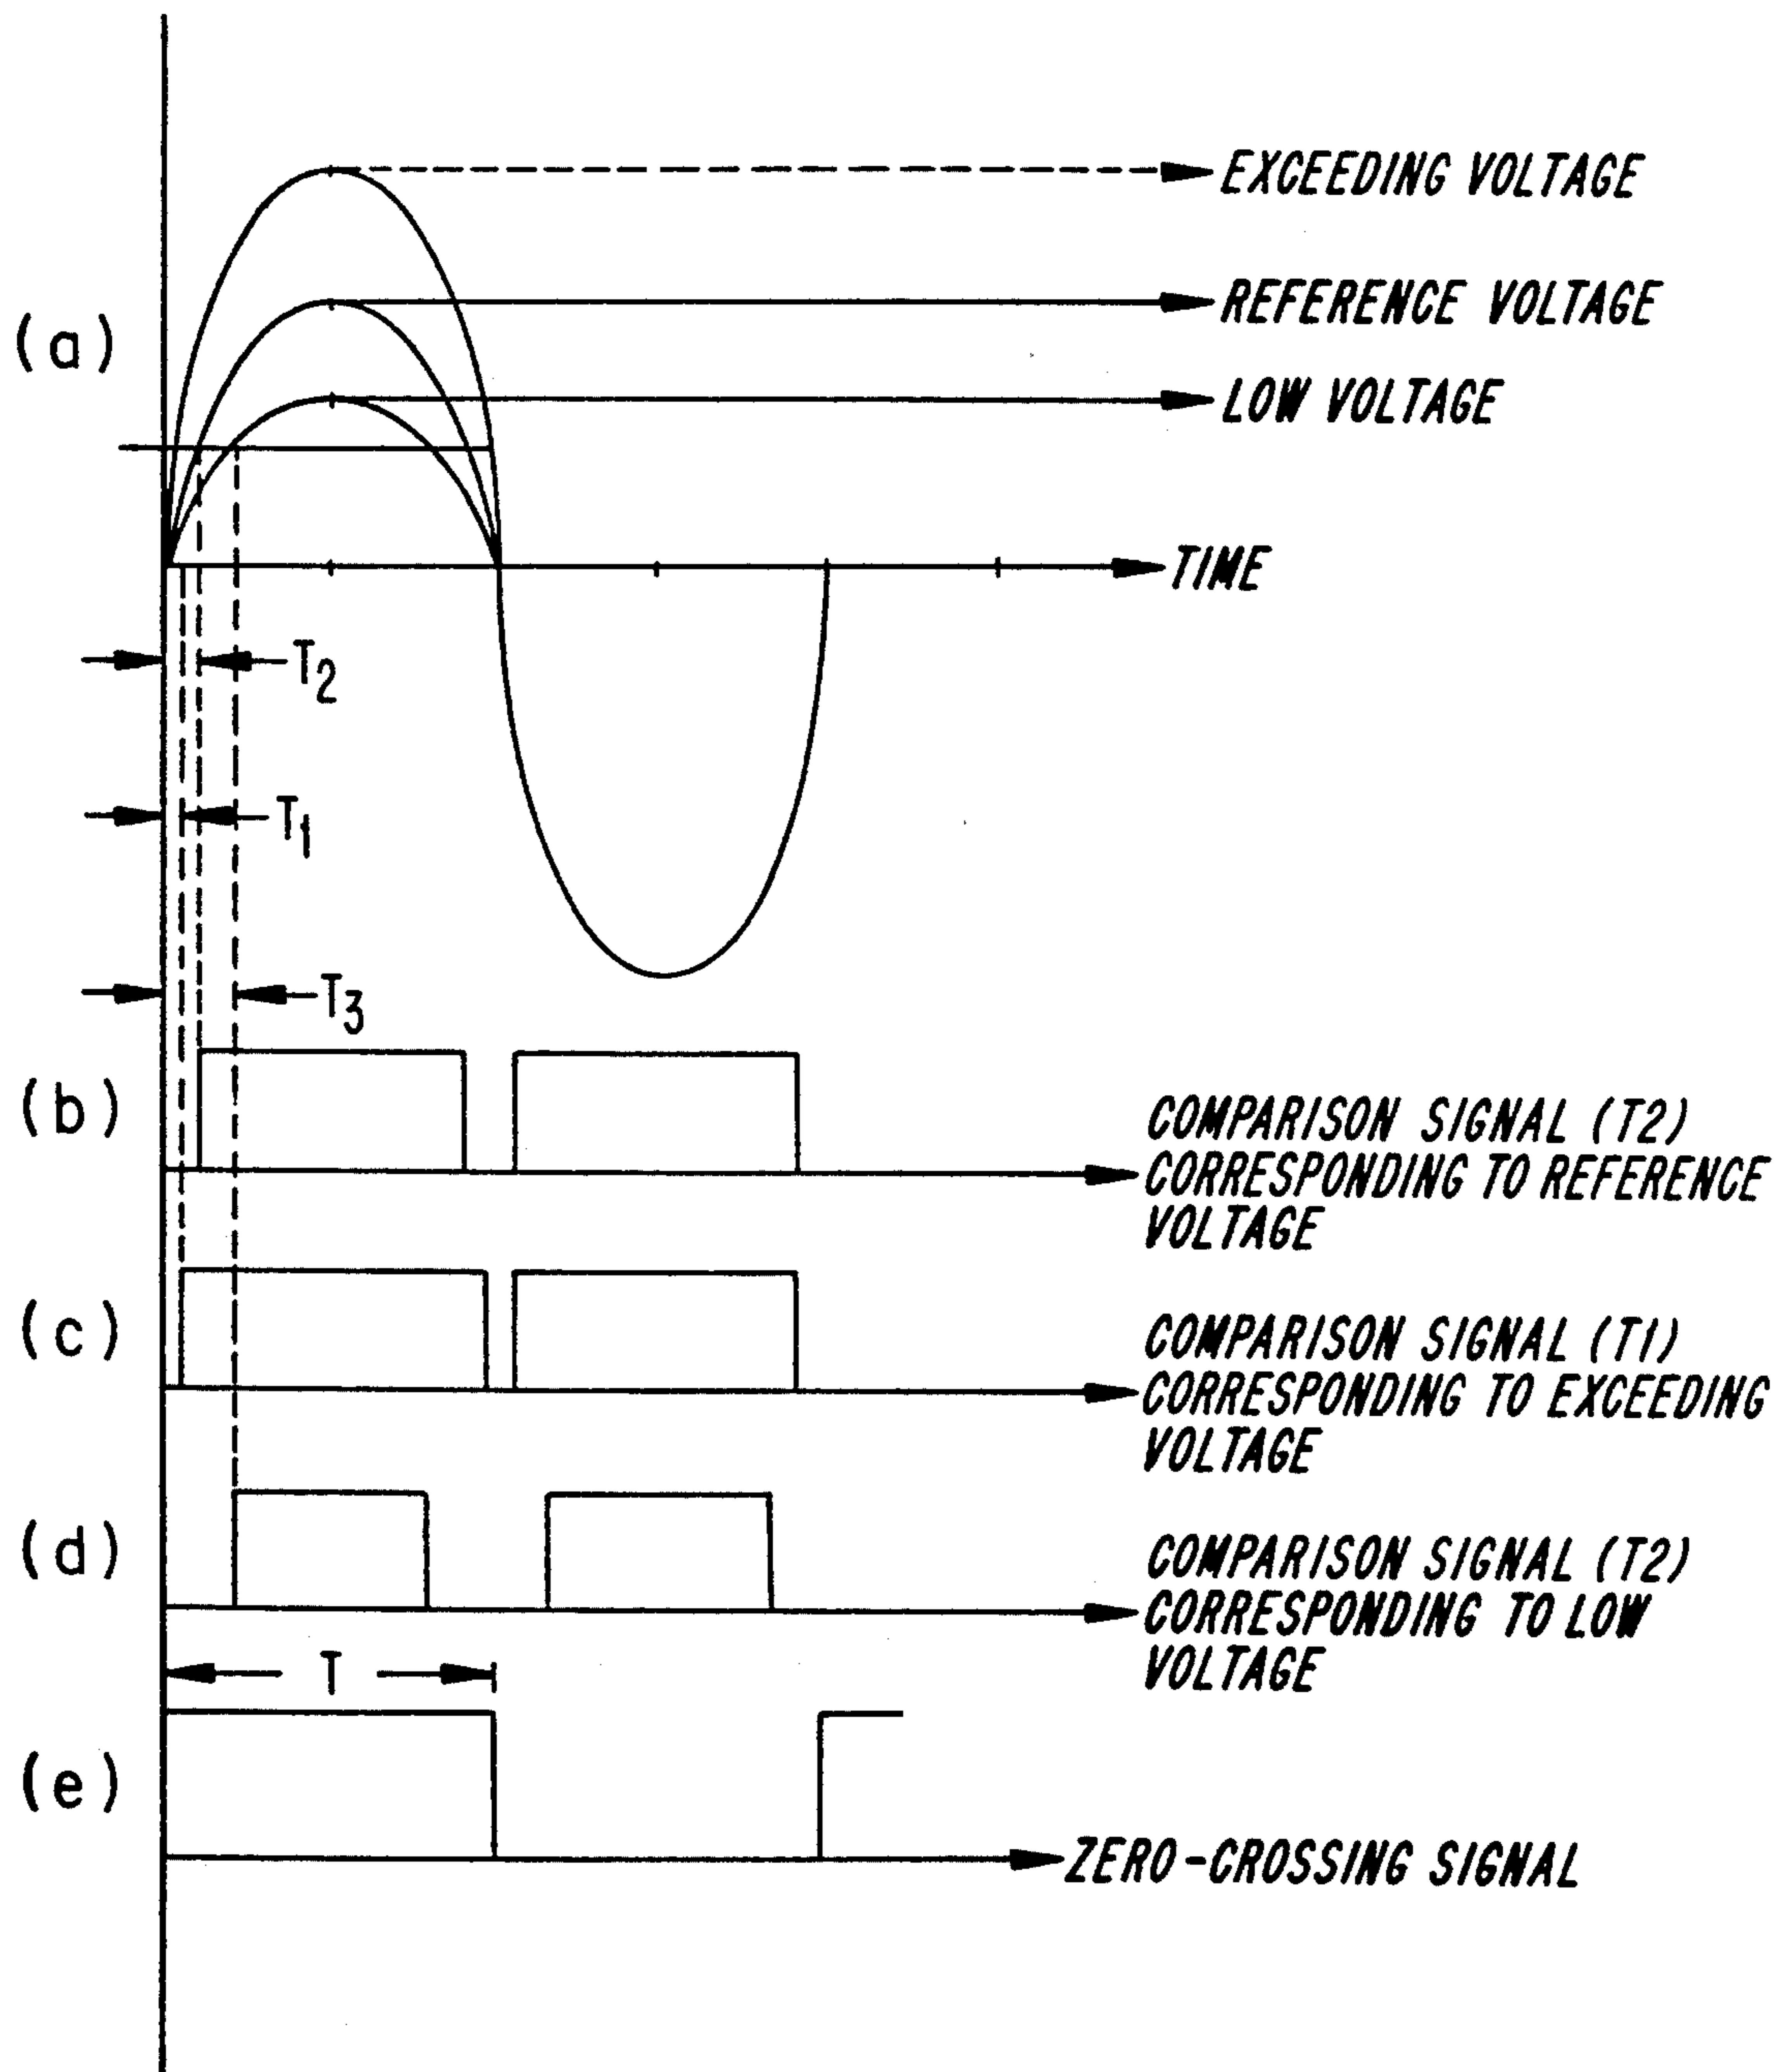 EXCEEDING VOLTAGE
REFERENCE VOLTAGE
(a)
LOW VOLTAGE
TIME
T2
T1
T3
(b)
COMPARISON SIGNAL (T2)
CORRESPONDING TO REFERENCE
VOLTAGE
(c)
COMPARISON SIGNAL (T1)
CORRESPONDING TO EXCEEDING
VOLTAGE
(d)
COMPARISON SIGNAL (T2)
CORRESPONDING TO LOW
VOLTAGE
T
(e)
ZERO-CROSSING SIGNAL